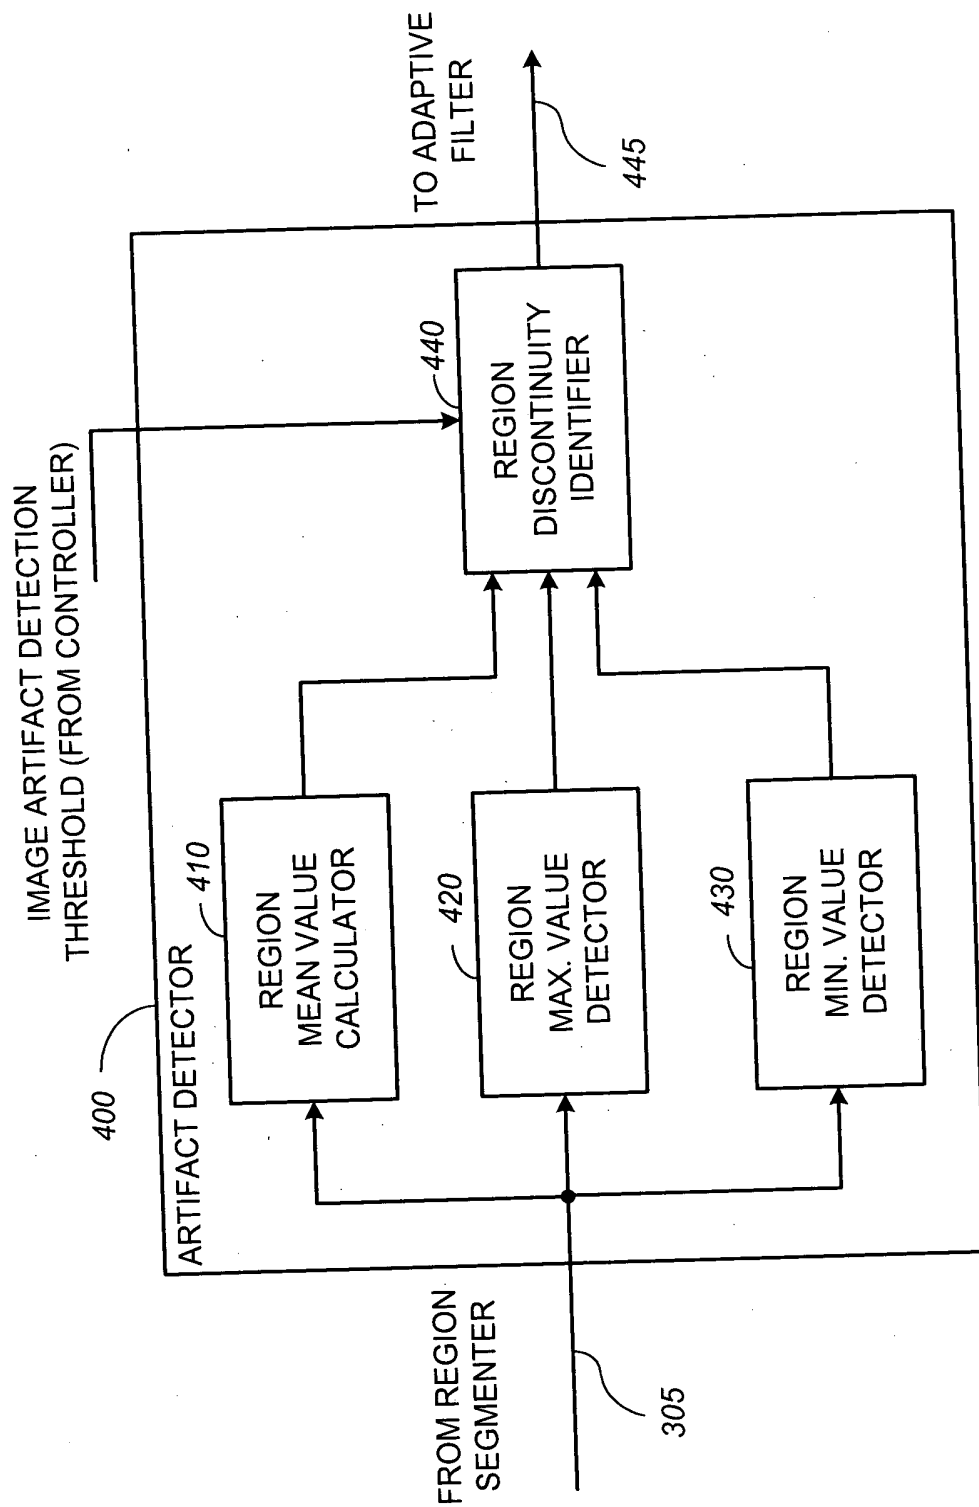 IMAGE ARTIFACT DETECTION
THRESHOLD (FROM CONTROLLER)
400
ARTIFACT DETECTOR
410
REGION
MEAN VALUE
CALCULATOR
420
REGION
MAX. VALUE
DETECTOR
430
REGION
MIN. VALUE
DETECTOR
440
REGION
DISCONTINUITY
IDENTIFIER
FROM REGION
SEGMENTER
305
TO ADAPTIVE
FILTER
445